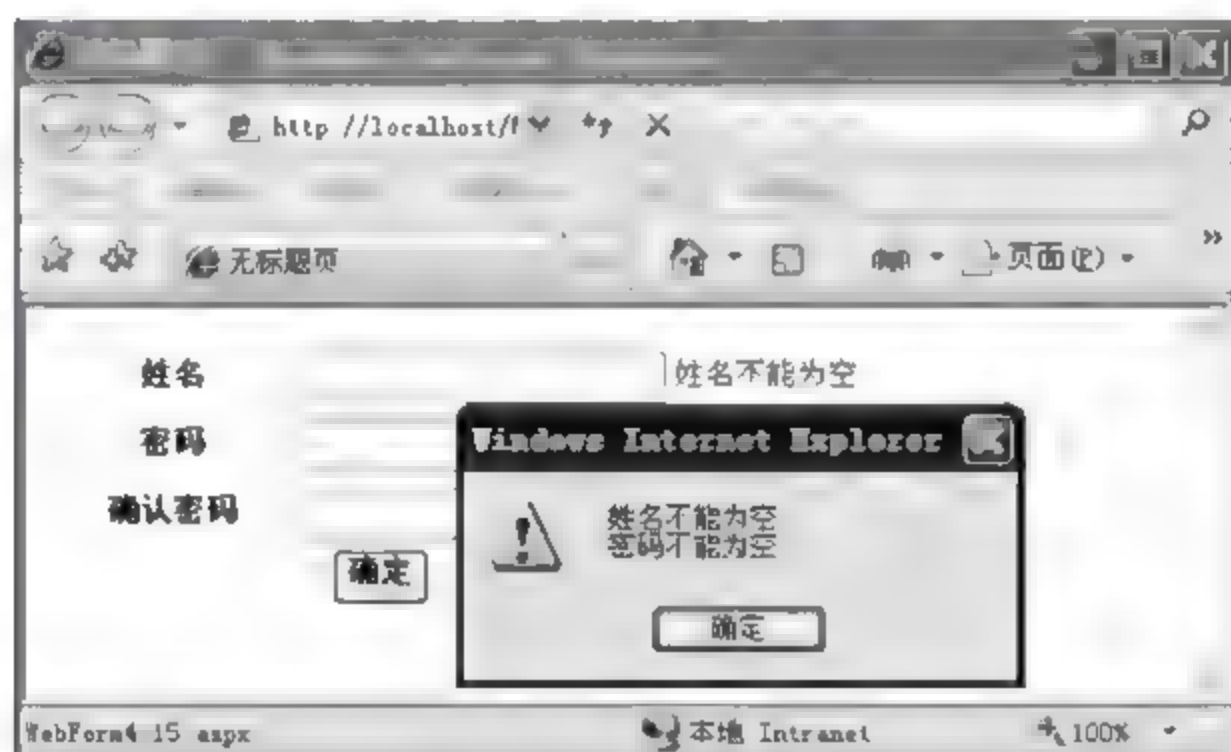 http //localhost/
无标题页
页面(P)
姓名
姓名不能为空
密码
确认密码
确定
Windows Internet Explorer
姓名不能为空
密码不能为空
确定
WebForm4 15 aspx
本地 Intranet
100%